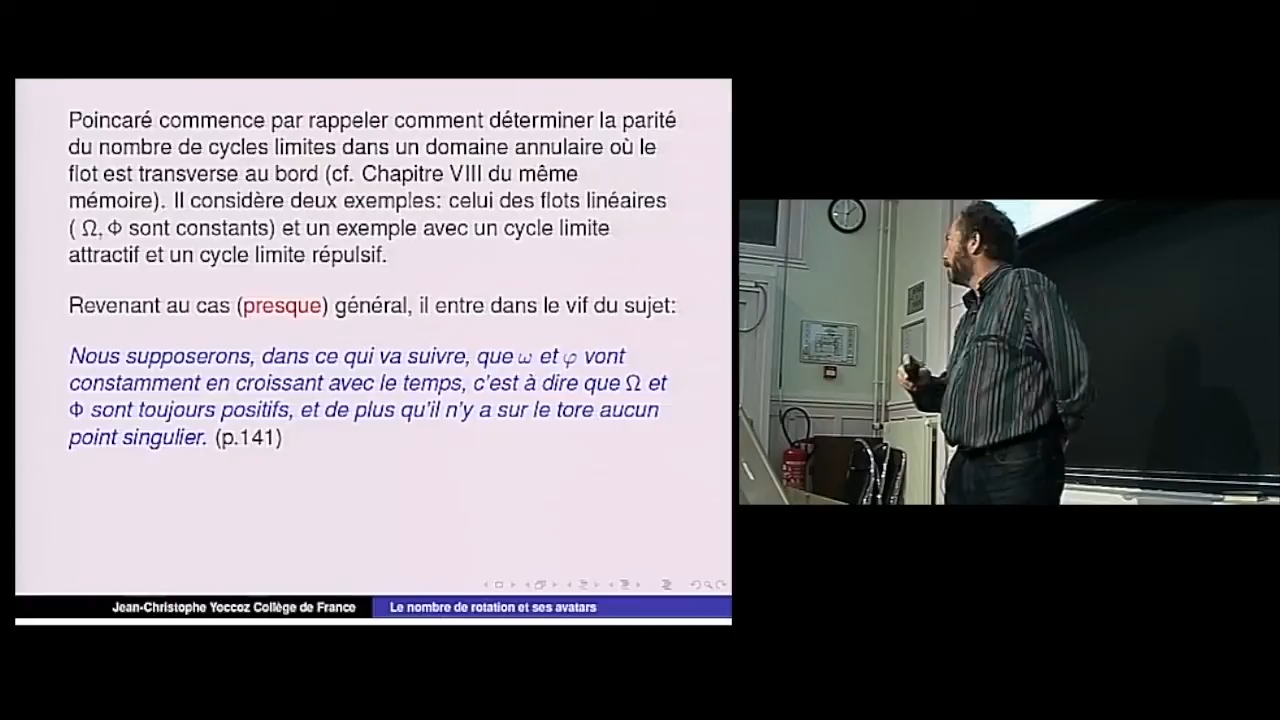 Poincaré commence par rappeler comment déterminer la parité
du nombre de cycles limites dans un domaine annulaire où le
flot est transverse au bord (cf. Chapitre VIII du même
mémoire). Il considère deux exemples: celui des flots linéaires
( Ω, Φ sont constants) et un exemple avec un cycle limite
attractif et un cycle limite répulsif.
Revenant au cas (presque) général, il entre dans le vif du sujet:
Nous supposerons, dans ce qui va suivre, que ω et φ vont
constamment en croissant avec le temps, c'est à dire que Ω et
Φ sont toujours positifs, et de plus qu'il n'y a sur le tore aucun
point singulier. (p.141)
Jean-Christophe Yoccoz Collège de France
Le nombre de rotation et ses avatars